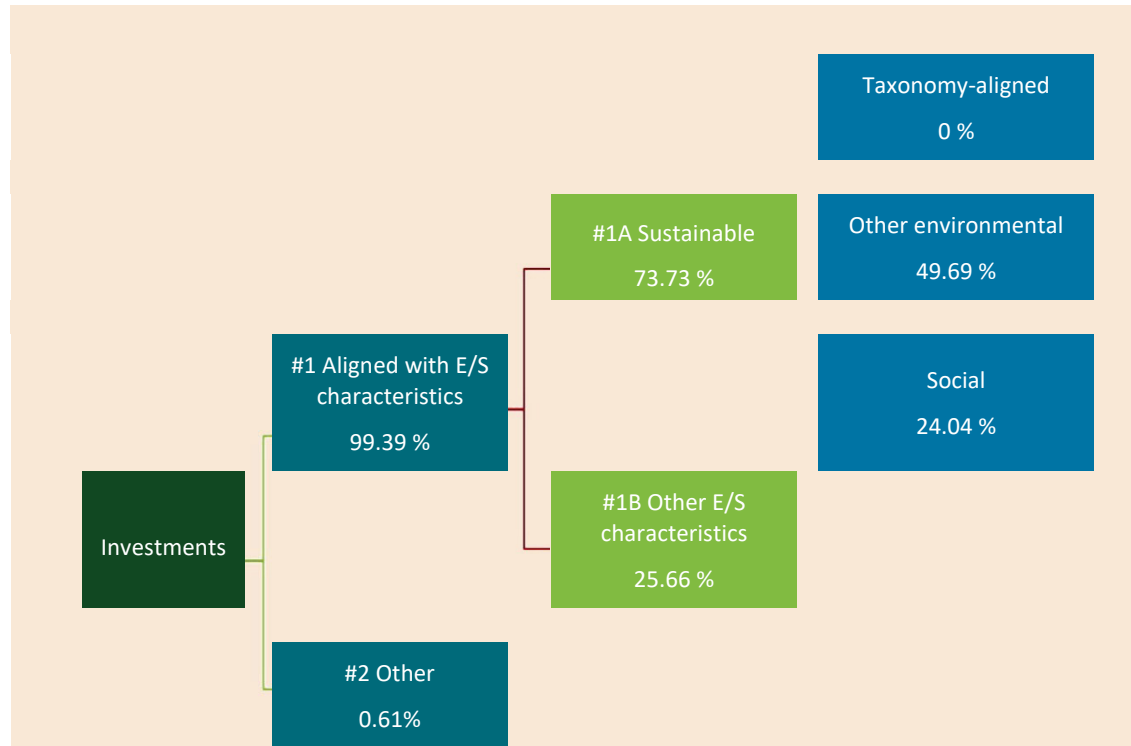 Taxonomy-aligned
0 %
#1A Sustainable
73.73 %
Other environmental
49.69 %
#1 Aligned with E/S
characteristics
99.39 %
Social
24.04 %
Investments
#1B Other E/S
characteristics
25.66 %
#2 Other
0.61%